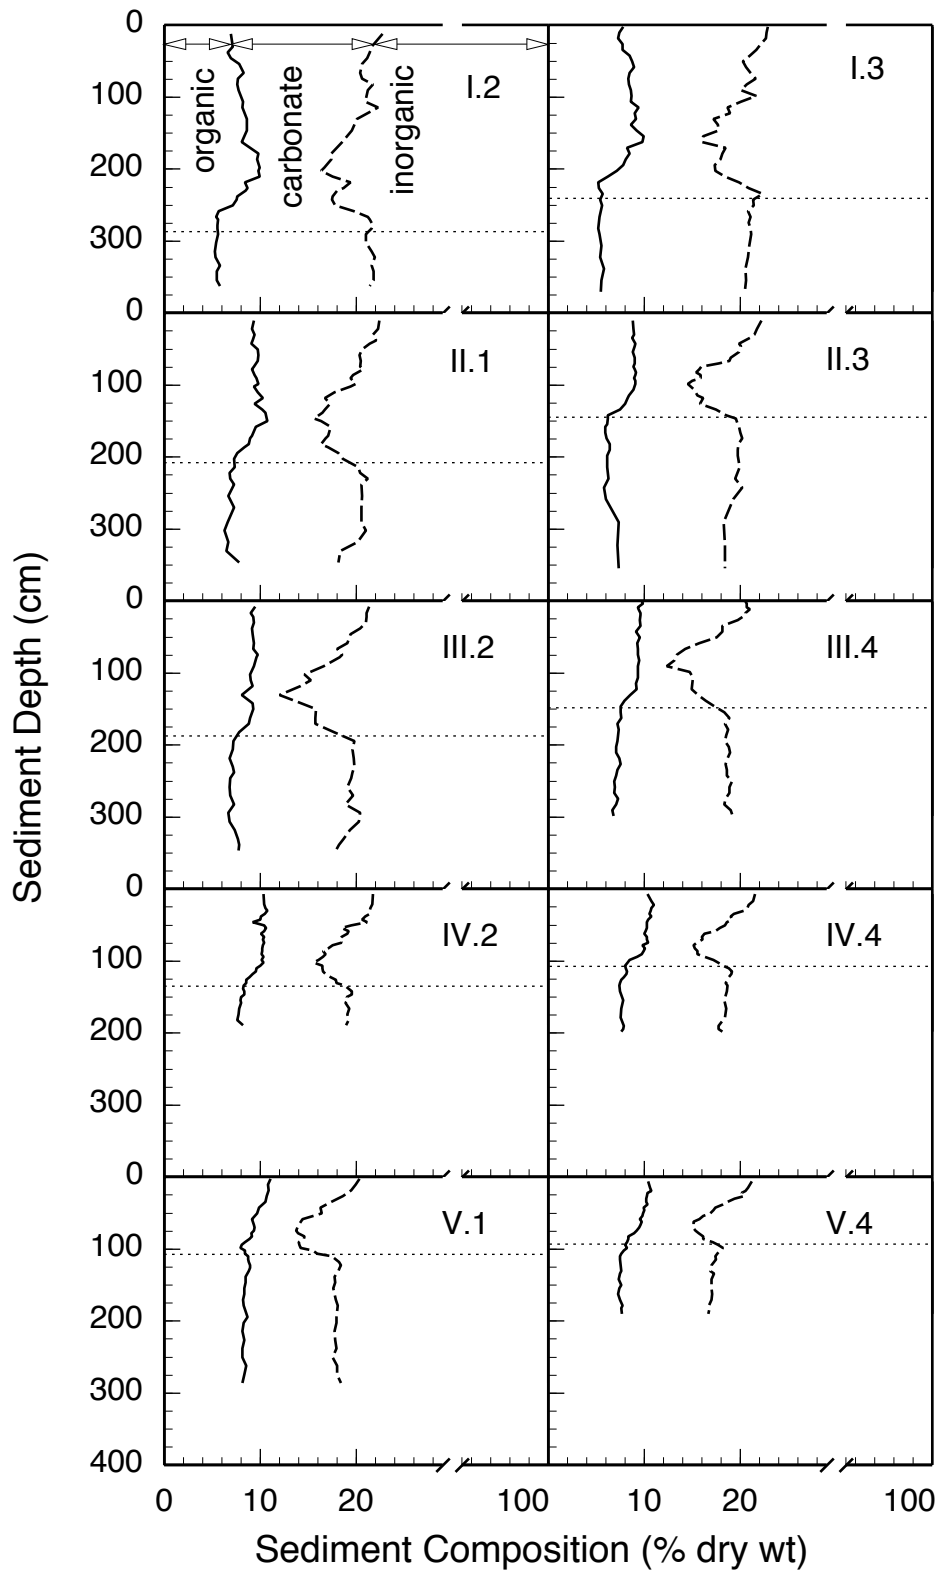 0
100
200
300
0
100
200
300
0
100
200
300
0
100
200
300
0
100
200
300
400
organic
carbonate
inorganic
I.2
I.3
II.1
II.3
III.2
III.4
IV.2
IV.4
V.1
V.4
0 10 20 100 10 20 100
Sediment Depth (cm)
Sediment Composition (% dry wt)